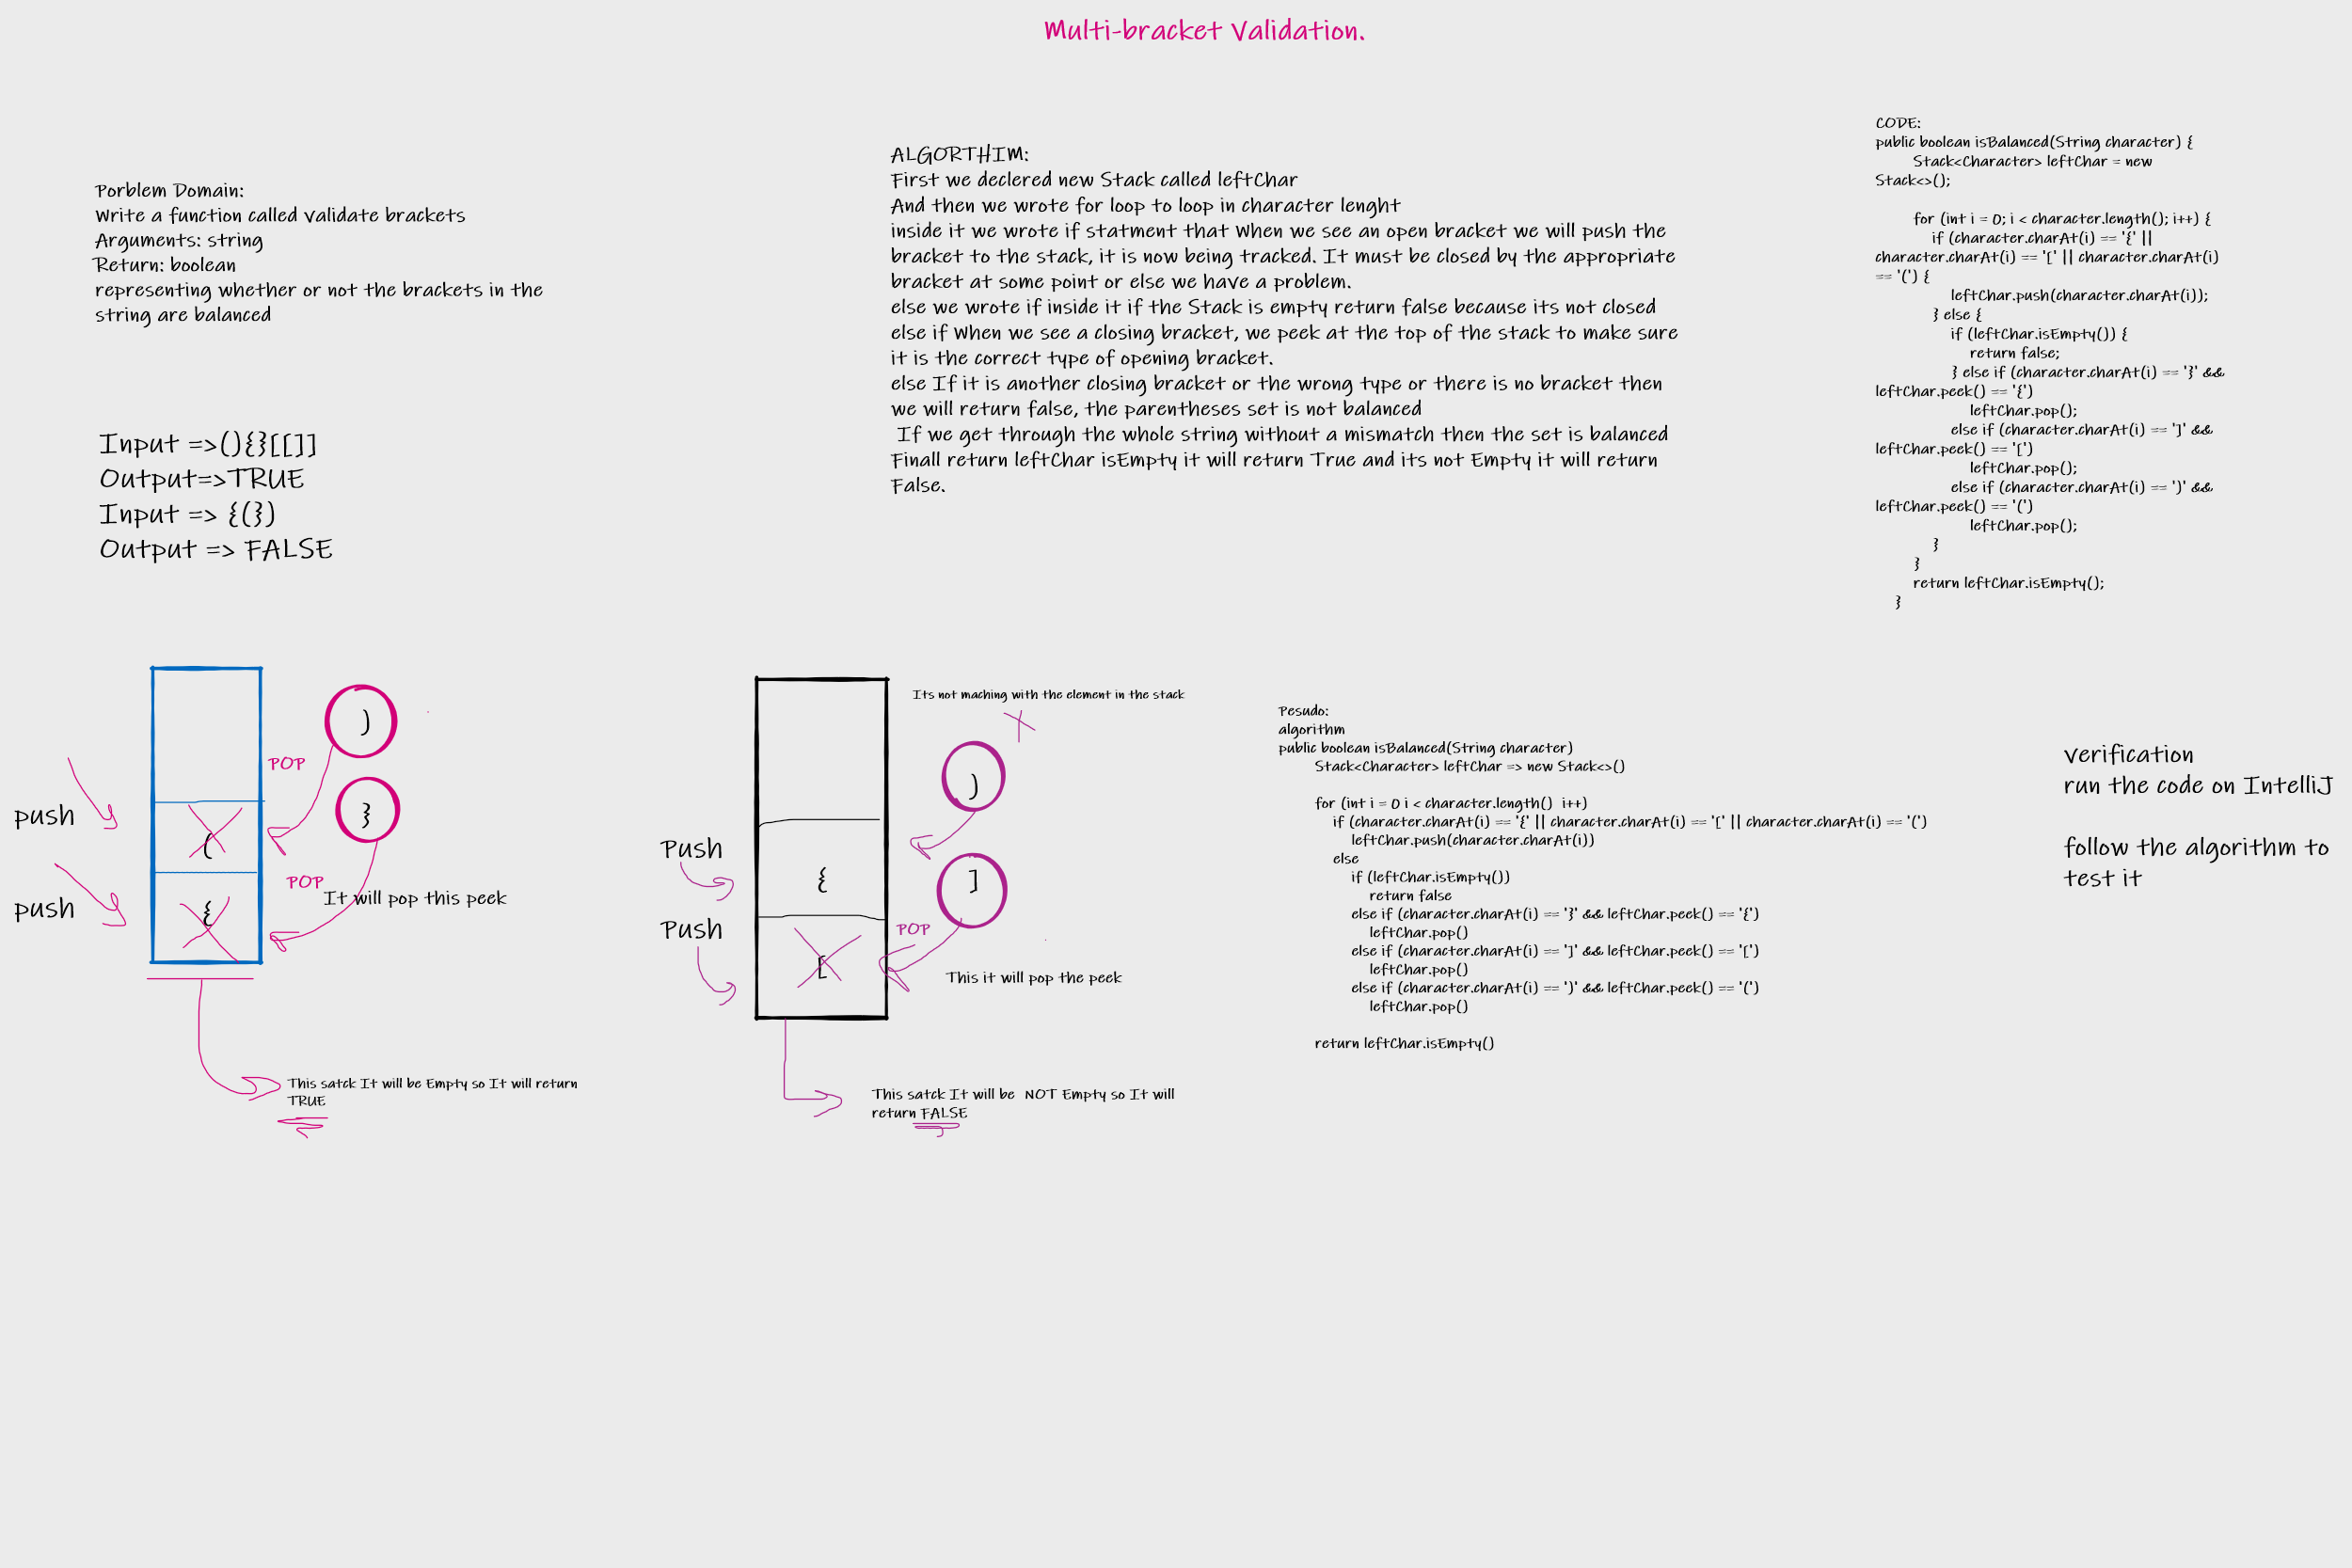 Multi-bracket Validation.
Porblem Domain:
Write a function called validate brackets
Arguments: string
Return: boolean
representing whether or not the brackets in the
string are balanced
Input =>(){}[[]]
Output=>TRUE
Input => {(})
Output => FALSE
ALGORTHIM:
First we declered new Stack called leftChar
And then we wrote for loop to loop in character lenght
inside it we wrote if statment that When we see an open bracket we will push the
bracket to the stack, it is now being tracked. It must be closed by the appropriate
bracket at some point or else we have a problem.
else we wrote if inside it if the Stack is empty return false because its not closed
else if When we see a closing bracket, we peek at the top of the stack to make sure
it is the correct type of opening bracket.
else If it is another closing bracket or the wrong type or there is no bracket then
we will return false, the parentheses set is not balanced
If we get through the whole string without a mismatch then the set is balanced
Finall return leftChar isEmpty it will return True and its not Empty it will return
False.
CODE:
public boolean isBalanced(String character) {
Stack<Character> leftChar = new
Stack<>();
for (int i = 0; i < character.length(); i++) {
if (character.charAt(i) == '{' ||
character.charAt(i) == '[' || character.charAt(i)
== '(') {
leftChar.push(character.charAt(i));
} else {
if (leftChar.isEmpty()) {
return false;
} else if (character.charAt(i) == '}' &&
leftChar.peek() == '{')
leftChar.pop();
else if (character.charAt(i) == ']' &&
leftChar.peek() == '[')
leftChar.pop();
else if (character.charAt(i) == ')' &&
leftChar.peek() == '(')
leftChar.pop();
}
}
return leftChar.isEmpty();
}
)
POP
}
push
(
POP
It will pop this peek
push
{
This satck It will be Empty so It will return
TRUE
Its not maching with the element in the stack
)
Push
{
]
Push
POP
[
This it will pop the peek
This satck It will be NOT Empty so It will
return FALSE
Pesudo:
algorithm
public boolean isBalanced(String character)
Stack<Character> leftChar => new Stack<>()
for (int i = 0 i < character.length() i++)
if (character.charAt(i) == '{' || character.charAt(i) == '[' || character.charAt(i) == '(')
leftChar.push(character.charAt(i))
else
if (leftChar.isEmpty())
return false
else if (character.charAt(i) == '}' && leftChar.peek() == '{')
leftChar.pop()
else if (character.charAt(i) == ']' && leftChar.peek() == '[')
leftChar.pop()
else if (character.charAt(i) == ')' && leftChar.peek() == '(')
leftChar.pop()
return leftChar.isEmpty()
verification
run the code on IntelliJ
follow the algorithm to
test it